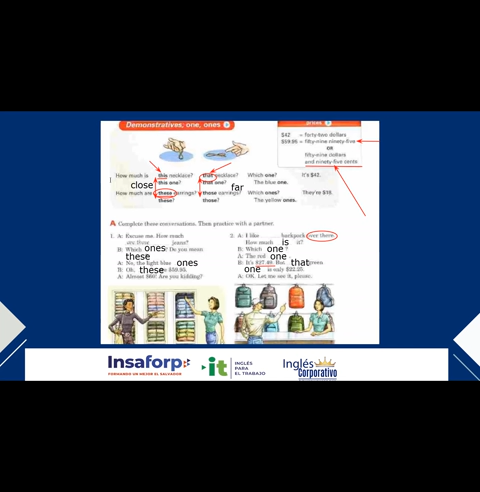 Demonstratives; one, ones
$42 = forty-two dollars
$59.95 = fifty-nine ninety-five
OR
fifty-nine dollars
and ninety-five cents
How much is this necklace? that necklace? Which one? It's $42.
close this one? that one? The blue one.
far
How much are these earrings? those earrings? Which ones? They're $18.
these? those? The yellow ones.
A Complete these conversations. Then practice with a partner.
1. A: Excuse me. How much
are these jeans?
B: Which ones? Do you mean
these
A: No, the light blue ones
B: Oh, these $59.95.
A: Almost $60! Are you kidding?
2. A: I like backpack over there
How much is it?
B: Which one ?
A: The red one
B: It's $27.49. But that green
one is only $22.25.
A: OK. Let me see it, please.
Insaforp
FORMANDO UN MEJOR EL SALVADOR
it
INGLÉS
PARA
EL TRABAJO
Inglés
Corporativo